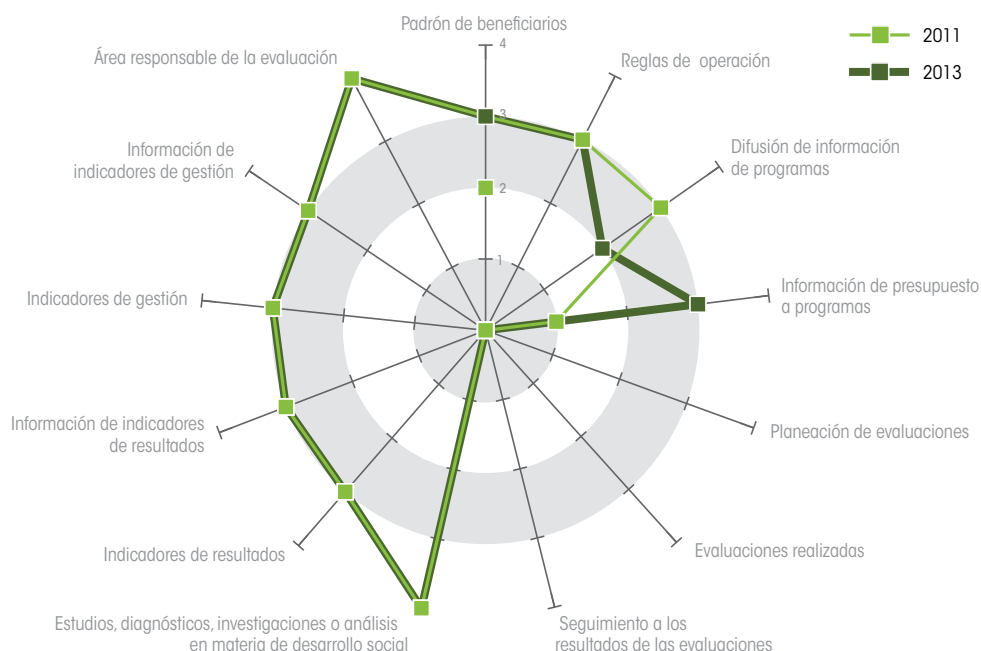 Padrón de beneficiarios
4
2011
2013
Área responsable de la evaluación
Reglas de operación
3
Información de
indicadores de gestión
Difusión de información
de programas
2
1
Indicadores de gestión
Información de presupuesto
a programas
Información de indicadores
de resultados
Planeación de evaluaciones
Indicadores de resultados
Evaluaciones realizadas
Estudios, diagnósticos, investigaciones o análisis
en materia de desarrollo social
Seguimiento a los
resultados de las evaluaciones